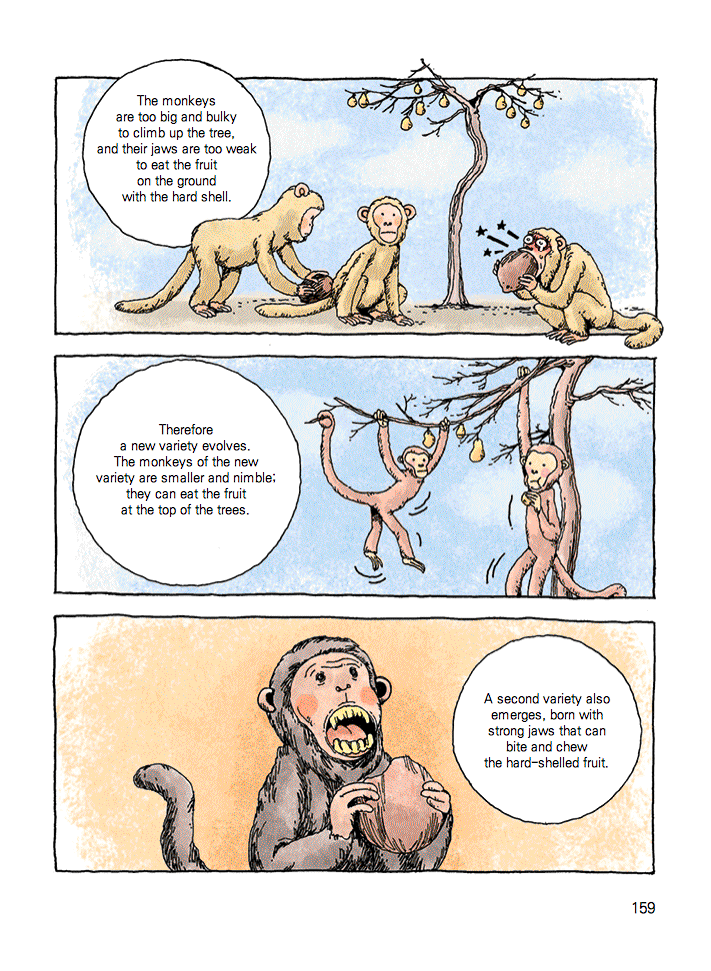 The monkeys
are too big and bulky
to climb up the tree,
and their jaws are too weak
to eat the fruit
on the ground
with the hard shell.
Therefore
a new variety evolves.
The monkeys of the new
variety are smaller and nimble;
they can eat the fruit
at the top of the trees.
A second variety also
emerges, born with
strong jaws that can
bite and chew
the hard-shelled fruit.
159